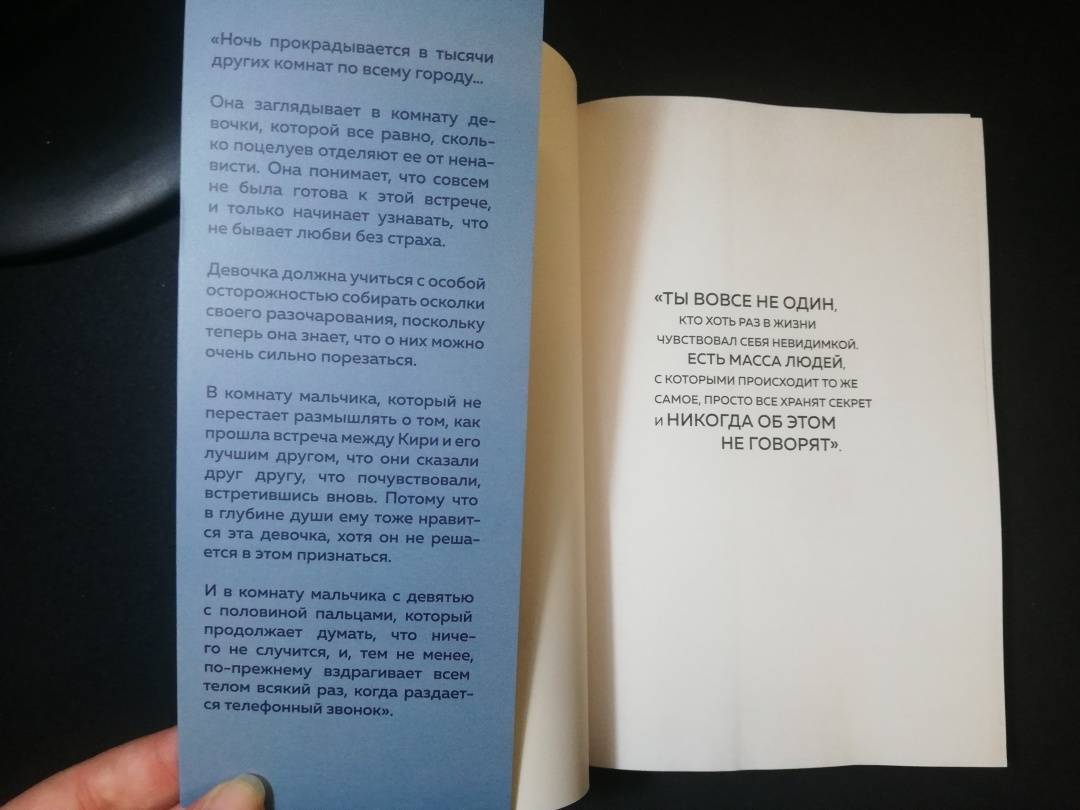 «Ночь прокрадывается в тысячи
других комнат по всему городу...
Она заглядывает в комнату де-
вочки, которой все равно, сколь-
ко поцелуев отделяют ее от нена-
висти. Она понимает, что совсем
не была готова к этой встрече,
и только начинает узнавать, что
не бывает любви без страха.
Девочка должна учиться с особой
осторожностью собирать осколки
своего разочарования, поскольку
теперь она знает, что о них можно
очень сильно порезаться.
В комнату мальчика, который не
перестает размышлять о том, как
прошла встреча между Кири и его
лучшим другом, что они сказали
друг другу, что почувствовали,
встретившись вновь. Потому что
в глубине души ему тоже нравит-
ся эта девочка, хотя он не реша-
ется в этом признаться.
И в комнату мальчика с девятью
с половиной пальцами, который
продолжает думать, что ниче-
го не случится, и, тем не менее,
по-прежнему вздрагивает всем
телом всякий раз, когда раздает-
ся телефонный звонок».
«ТЫ ВОВСЕ НЕ ОДИН,
КТО ХОТЬ РАЗ В ЖИЗНИ
ЧУВСТВОВАЛ СЕБЯ НЕВИДИМКОЙ.
ЕСТЬ МАССА ЛЮДЕЙ,
С КОТОРЫМИ ПРОИСХОДИТ ТО ЖЕ
САМОЕ, ПРОСТО ВСЕ ХРАНЯТ СЕКРЕТ
И НИКОГДА ОБ ЭТОМ
НЕ ГОВОРЯТ».